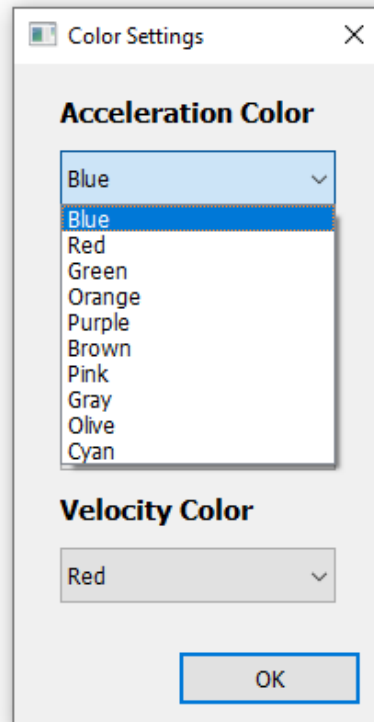 Color Settings
Acceleration Color
Blue
Blue
Red
Green
Orange
Purple
Brown
Pink
Gray
Olive
Cyan
Velocity Color
Red
OK